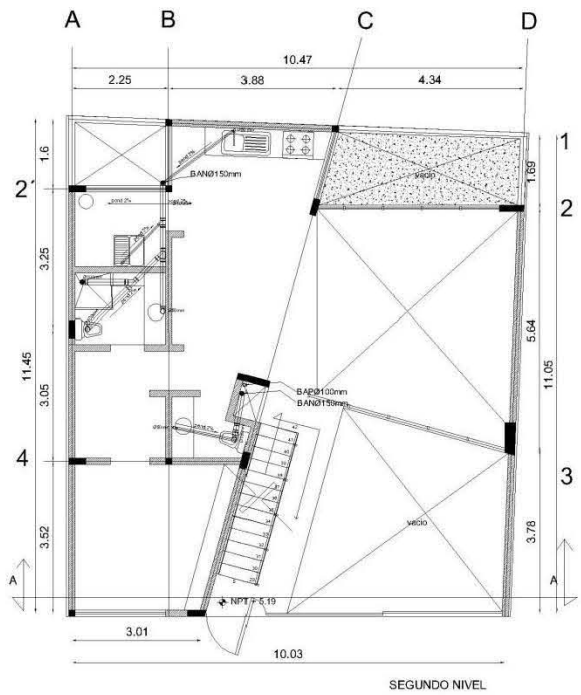 A B C D
10.47
2.25 3.88 4.34
1.6
3.25
11.45
3.05
3.52
2´
4
1
2
3
1.69
5.64
11.05
3.78
BANØ150mm
vacio
BAPØ100mm
BANØ150mm
vacio
A
A
NPT + 5.19
3.01
10.03
SEGUNDO NIVEL